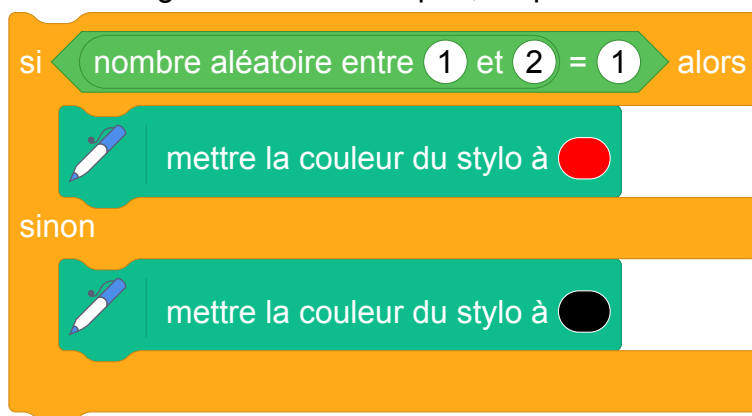 si nombre aléatoire entre 1 et 2 = 1 alors
mettre la couleur du stylo à
sinon
mettre la couleur du stylo à